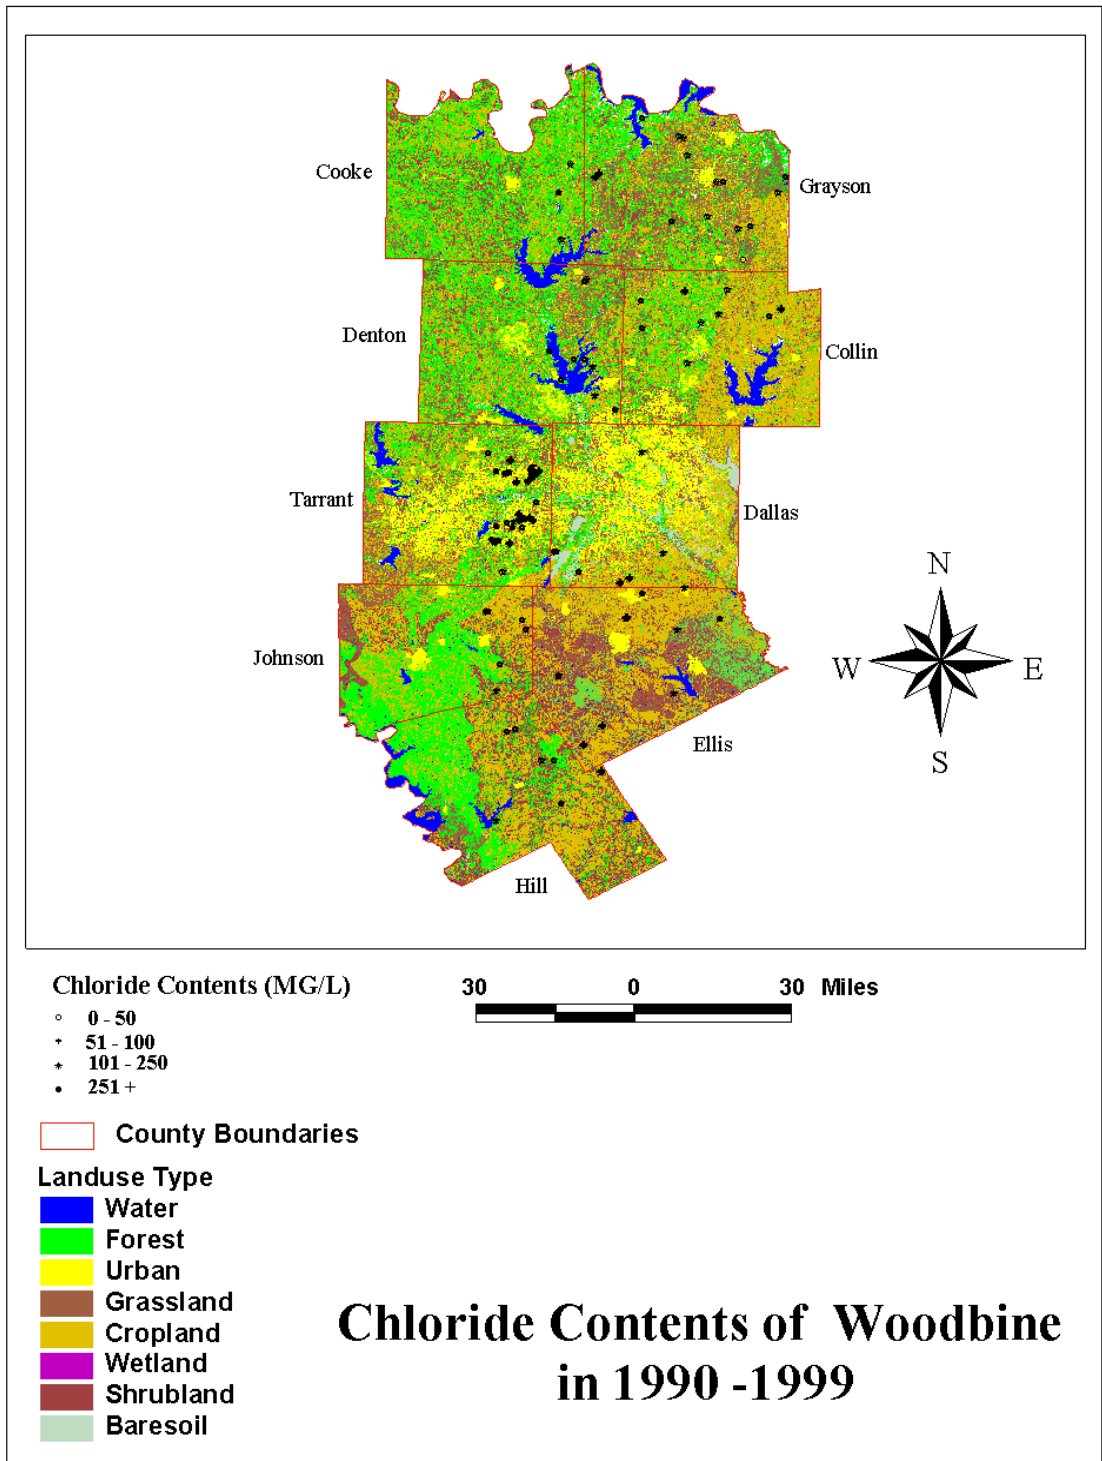 Cooke
Grayson
Denton
Collin
Tarrant
Dallas
N
Johnson
W
E
Ellis
S
Hill
Chloride Contents (MG/L)
0 - 50
51 - 100
101 - 250
251 +
30 0 30 Miles
County Boundaries
Landuse Type
Water
Forest
Urban
Grassland
Cropland
Wetland
Shrubland
Baresoil
Chloride Contents of Woodbine
in 1990 -1999